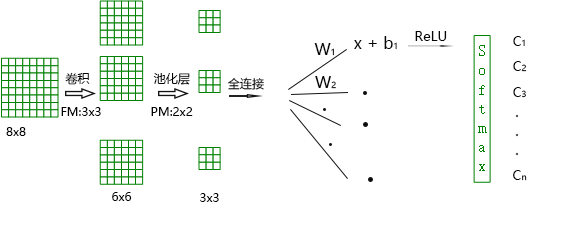 8x8
卷积
FM:3x3
6x6
池化层
PM:2x2
3x3
全连接
W₁
x + b₁
W₂
ReLU
Softmax
C₁
C₂
C₃
Cn